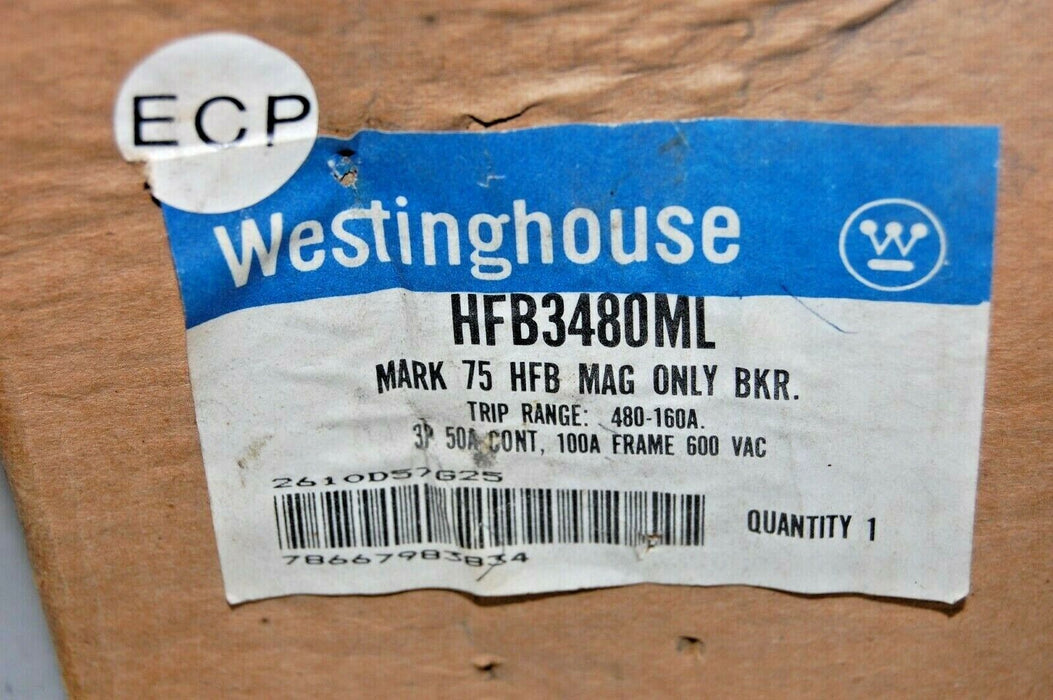 ECP
Westinghouse
W
HFB3480ML
MARK 75 HFB MAG ONLY BKR.
TRIP RANGE: 480-160A.
3P 50A CONT, 100A FRAME 600 VAC
2610D57G25
QUANTITY 1
78667983834